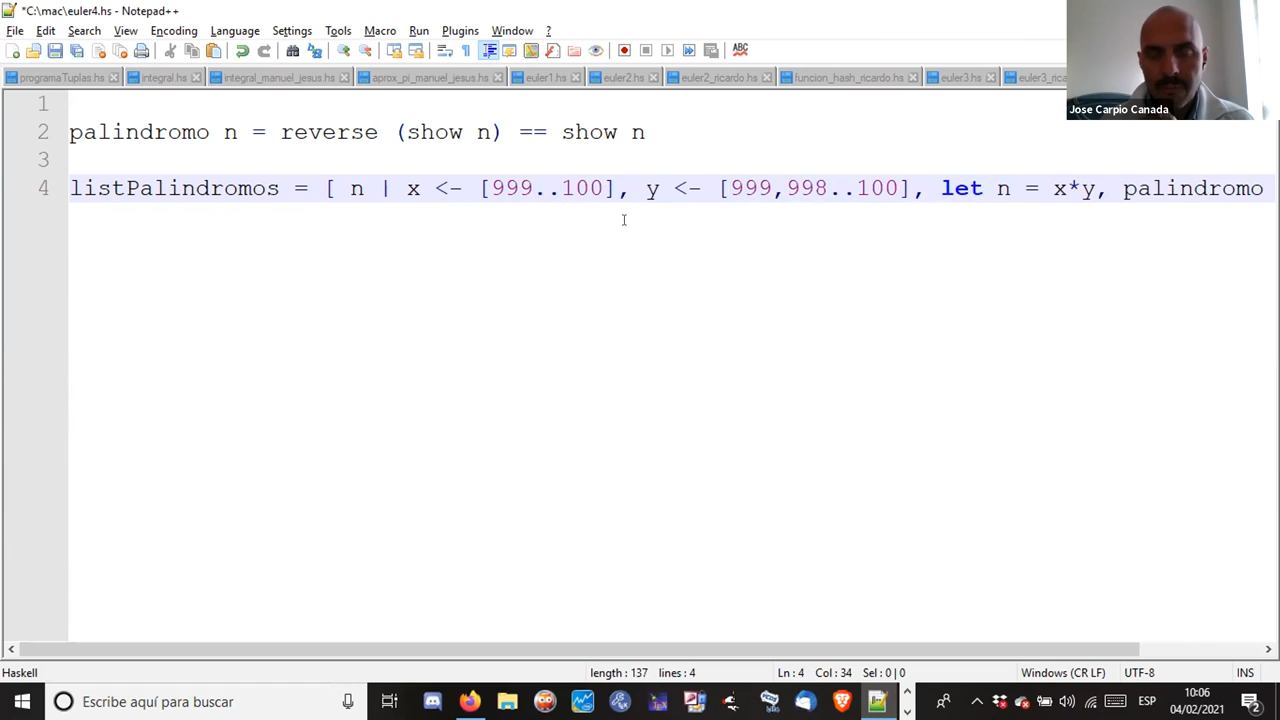 *C:\mac\euler4.hs - Notepad++
File Edit Search View Encoding Language Settings Tools Macro Run Plugins Window ?
programaTuplas.hs integral.hs integral_manuel_jesus.hs aprox_pi_manuel_jesus.hs euler1.hs euler2.hs euler2_ricardo.hs funcion_hash_ricardo.hs euler3.hs euler3_rica
Jose Carpio Canada
1
2 palindromo n = reverse (show n) == show n
3
4 listPalindromos = [ n | x <- [999..100], y <- [999,998..100], let n = x*y, palindromo
Haskell length : 137 lines : 4 Ln : 4 Col : 34 Sel : 0 | 0 Windows (CR LF) UTF-8 INS
Escribe aquí para buscar ESP 10:06
04/02/2021 2